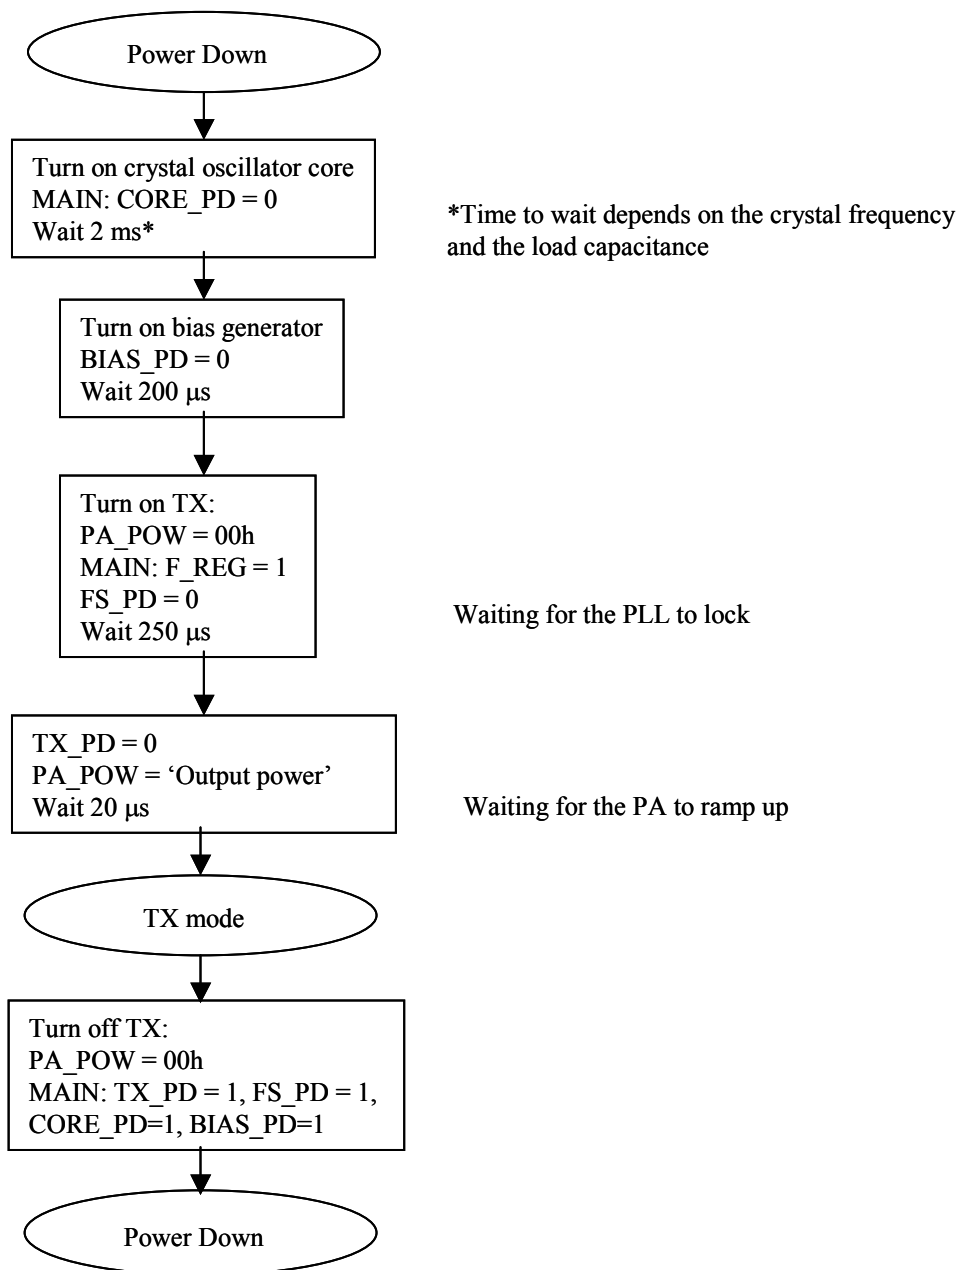 Power Down
Turn on crystal oscillator core
MAIN: CORE_PD = 0
Wait 2 ms*
*Time to wait depends on the crystal frequency
and the load capacitance
Turn on bias generator
BIAS_PD = 0
Wait 200 μs
Turn on TX:
PA_POW = 00h
MAIN: F_REG = 1
FS_PD = 0
Wait 250 μs
Waiting for the PLL to lock
TX_PD = 0
PA_POW = ‘Output power’
Wait 20 μs
Waiting for the PA to ramp up
TX mode
Turn off TX:
PA_POW = 00h
MAIN: TX_PD = 1, FS_PD = 1,
CORE_PD=1, BIAS_PD=1
Power Down